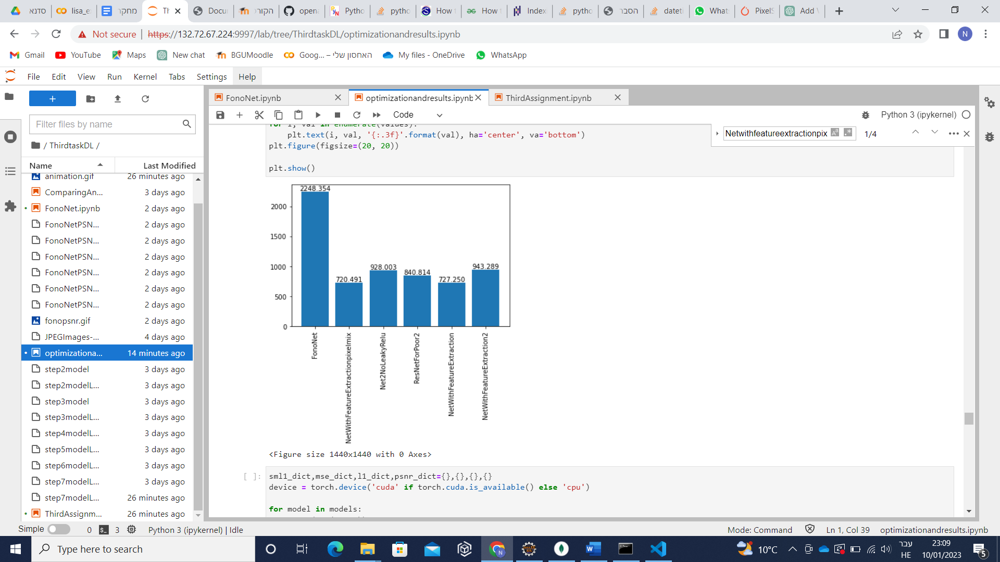 סדנא
lisa_e
מחקר
Th
Docu
הקור
open
Pytho
pytho
How t
How t
Index
pytho
הסבר
dateti
What
PixelS
Add \
Not secure
https://132.72.67.224:9997/lab/tree/ThirdtaskDL/optimizationandresults.ipynb
N
Gmail
YouTube
Maps
New chat
BGUMoodle
Goog... – האחסון שלי
My files - OneDrive
WhatsApp
File Edit View Run Kernel Tabs Settings Help
FonoNet.ipynb
optimizationandresults.ipynb
ThirdAssignment.ipynb
Code
Python 3 (ipykernel)
Filter files by name
/ ThirdtaskDL /
Name Last Modified
animation.gif 26 minutes ago
ComparingAn... 3 days ago
FonoNet.ipynb 2 days ago
FonoNetPSN... 2 days ago
FonoNetPSN... 2 days ago
FonoNetPSN... 2 days ago
FonoNetPSN... 2 days ago
FonoNetPSN... 2 days ago
FonoNetPSN... 2 days ago
fonopsnr.gif 2 days ago
JPEGImages-... 4 days ago
optimizationa... 14 minutes ago
step2model 3 days ago
step2modelL... 3 days ago
step3model 3 days ago
step3modelL... 3 days ago
step4modelL... 3 days ago
step5modelL... 3 days ago
step6modelL... 3 days ago
step7modelL... 3 days ago
step7modelL... 26 minutes ago
ThirdAssignm... 26 minutes ago
Netwithfeatureextractionpix
1/4
for i, val in enumerate(values):
plt.text(i, val, '{:.3f}'.format(val), ha='center', va='bottom')
plt.figure(figsize=(20, 20))
plt.show()
2248.354
720.491
928.003
840.814
727.250
943.289
2000
1500
1000
500
0
FonoNet
NetWithFeatureExtractionpixelmix
Net2NoLeakyRelu
ResNetForPoor2
NetWithFeatureExtraction
NetWithFeatureExtraction2
<Figure size 1440x1440 with 0 Axes>
[ ]:
sml1_dict,mse_dict,l1_dict,psnr_dict={},{},{},{}
device = torch.device('cuda' if torch.cuda.is_available() else 'cpu')
for model in models:
Simple 0 3 Python 3 (ipykernel) | Idle
Mode: Command Ln 1, Col 39 optimizationandresults.ipynb
Type here to search
10°C
עבר
HE
23:09
10/01/2023
5